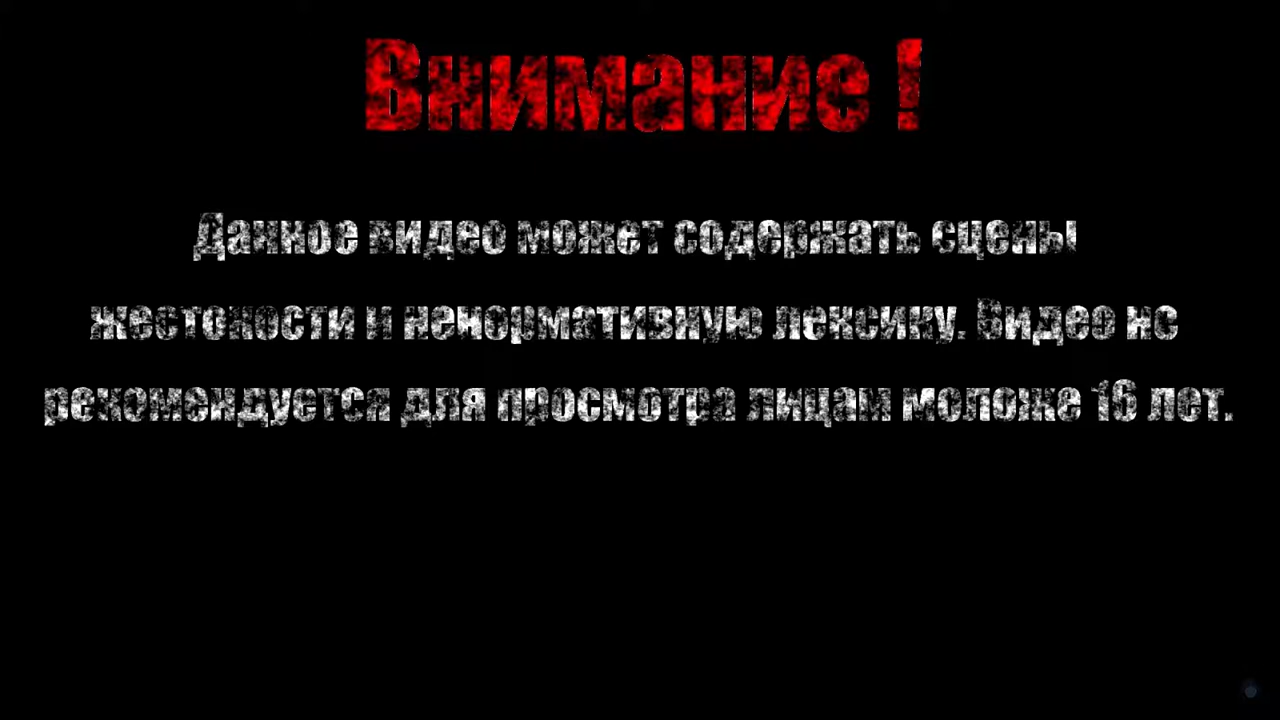 Внимание !
Данное видео может содержать сцены
жестокости и ненормативную лексику. Видео не
рекомендуется для просмотра лицам моложе 16 лет.